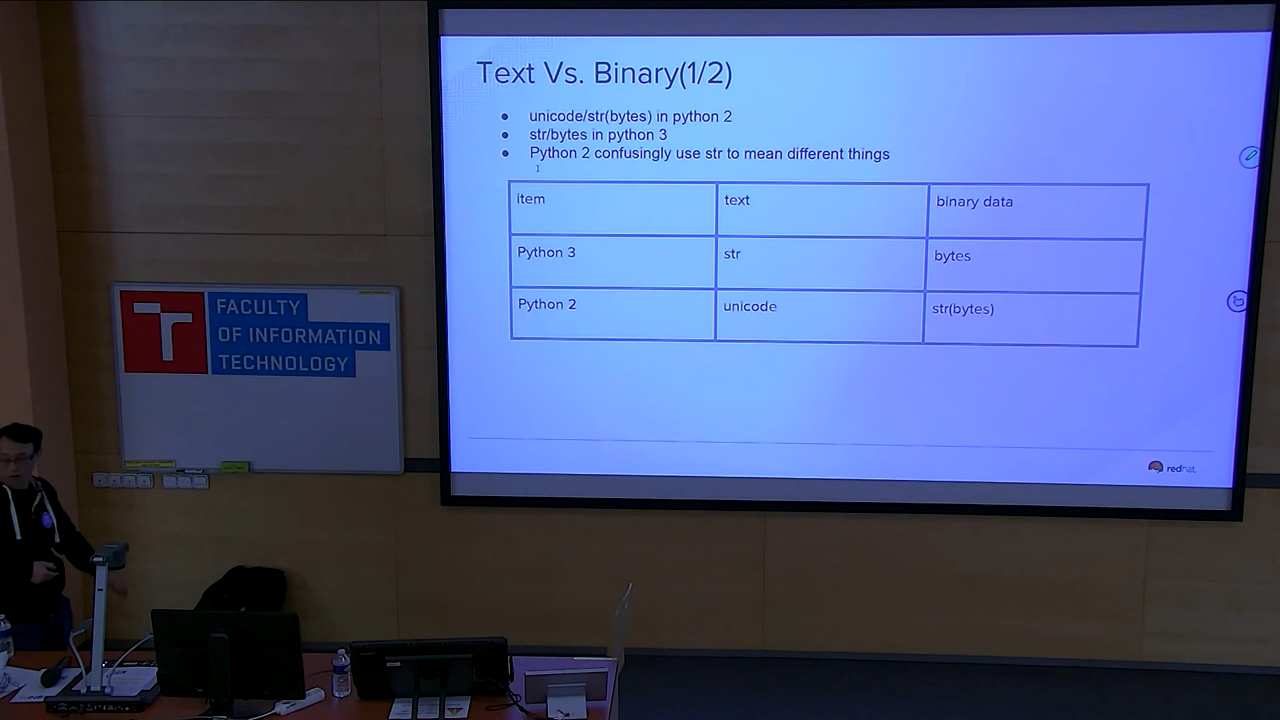 Text Vs. Binary(1/2)
unicode/str(bytes) in python 2
str/bytes in python 3
Python 2 confusingly use str to mean different things
item text binary data
Python 3 str bytes
Python 2 unicode str(bytes)
redhat.
T FACULTY
OF INFORMATION
TECHNOLOGY